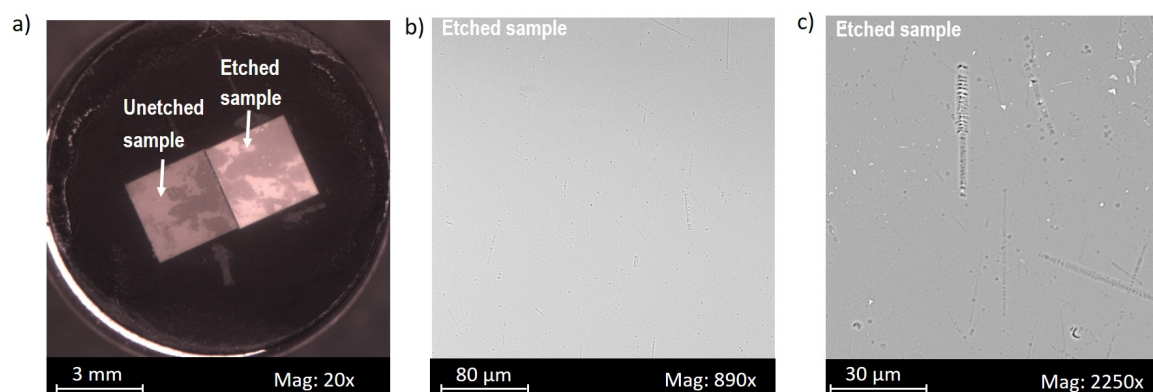 a)
Unetched
sample
Etched
sample
3 mm
Mag: 20x
b)
Etched sample
80 µm
Mag: 890x
c)
Etched sample
30 µm
Mag: 2250x